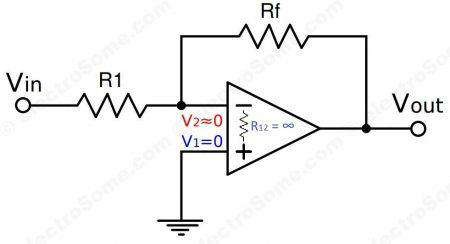 Rf
Vin
R1
Vout
V2≈0
R12 = ∞
V1=0
© electroSome.com